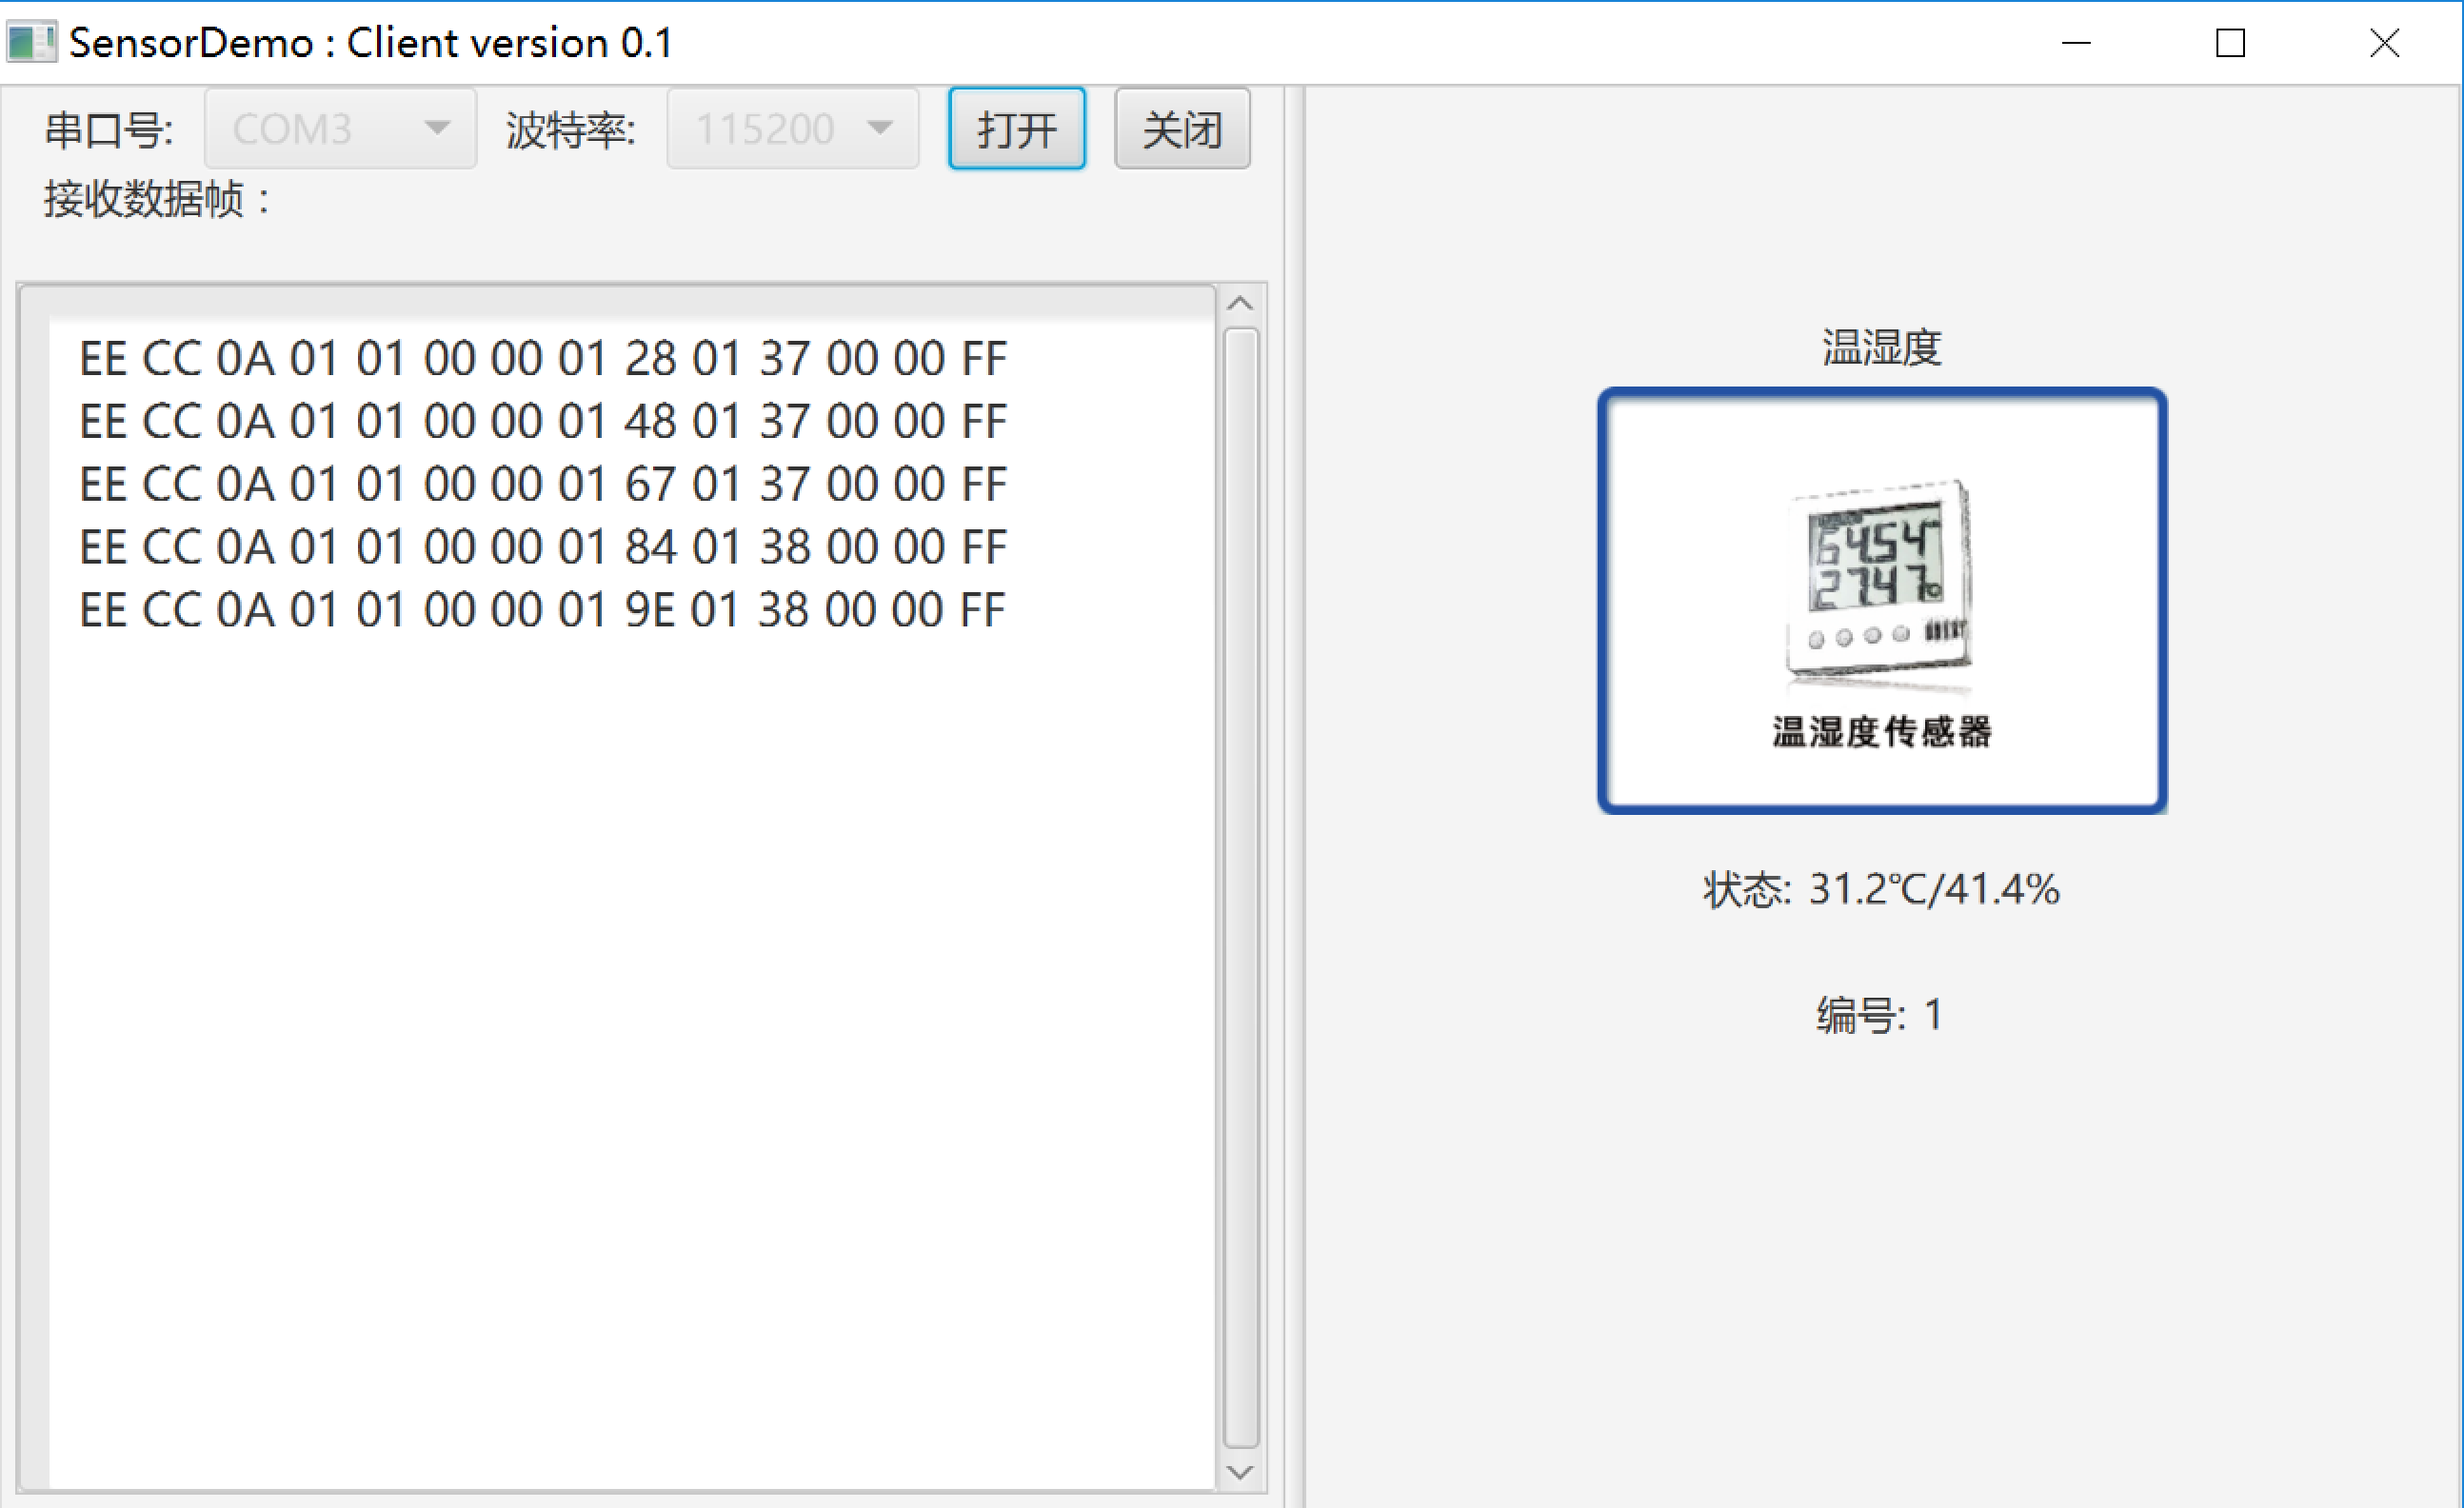 SensorDemo : Client version 0.1
串口号: COM3 波特率: 115200 打开 关闭
接收数据帧：
EE CC 0A 01 01 00 00 01 28 01 37 00 00 FF
EE CC 0A 01 01 00 00 01 48 01 37 00 00 FF
EE CC 0A 01 01 00 00 01 67 01 37 00 00 FF
EE CC 0A 01 01 00 00 01 84 01 38 00 00 FF
EE CC 0A 01 01 00 00 01 9E 01 38 00 00 FF
温湿度
64.54
27.47
温湿度传感器
状态: 31.2℃/41.4%
编号: 1